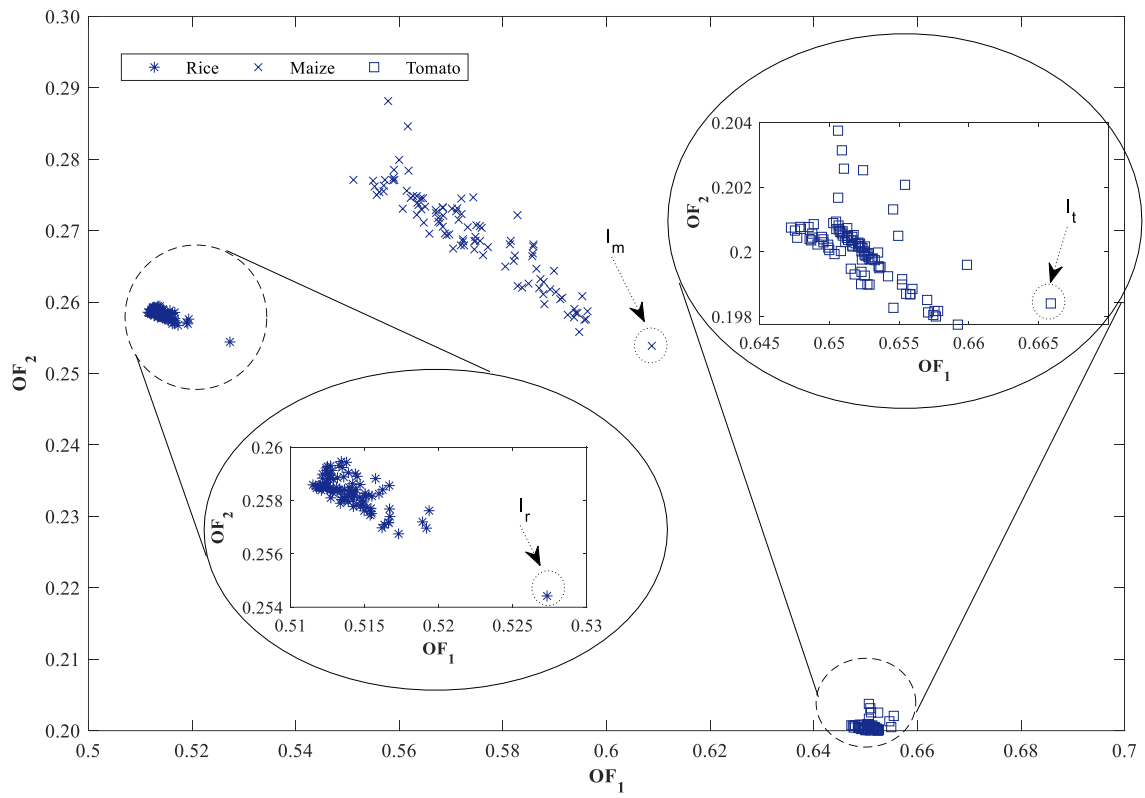 0.30
0.29
0.28
0.27
0.26
0.25
0.24
0.23
0.22
0.21
0.20
OF2
Rice Maize Tomato
Im
0.204
0.202
0.2
0.198
OF2
It
0.645 0.65 0.655 0.66 0.665
OF1
0.26
0.258
0.256
0.254
OF2
Ir
0.51 0.515 0.52 0.525 0.53
OF1
0.5 0.52 0.54 0.56 0.58 0.6 0.62 0.64 0.66 0.68 0.7
OF1